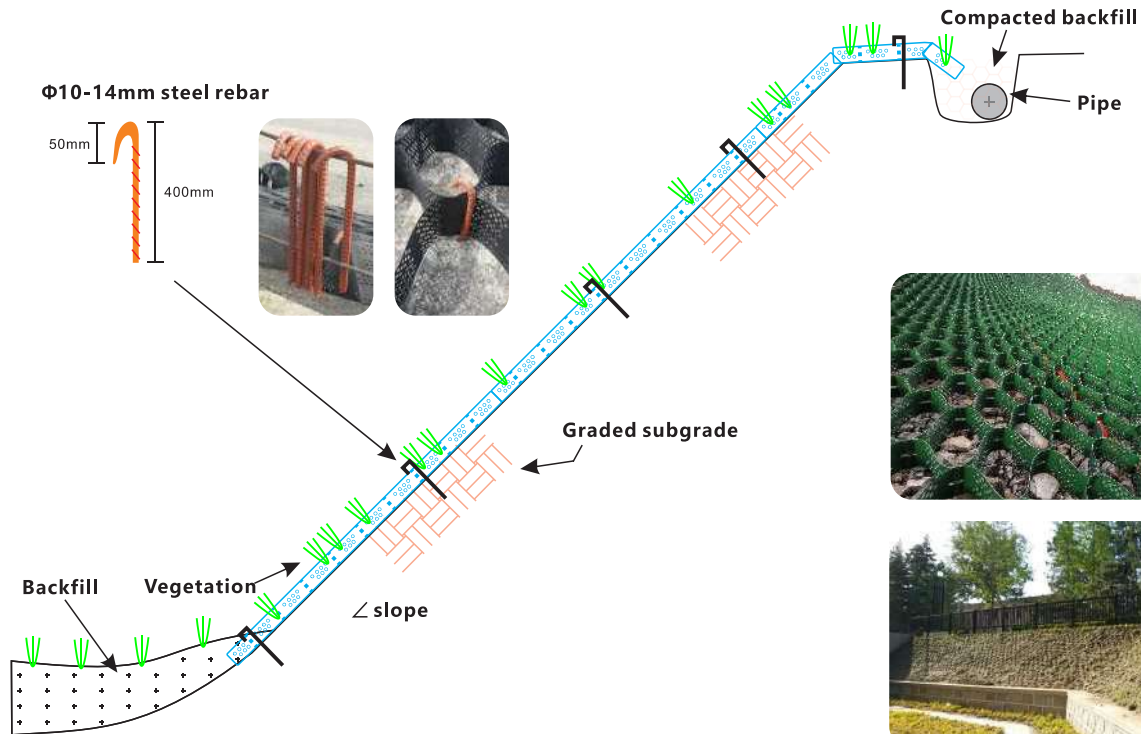 Compacted backfill
Pipe
Φ10-14mm steel rebar
50mm
400mm
Graded subgrade
Vegetation
Backfill
∠ slope